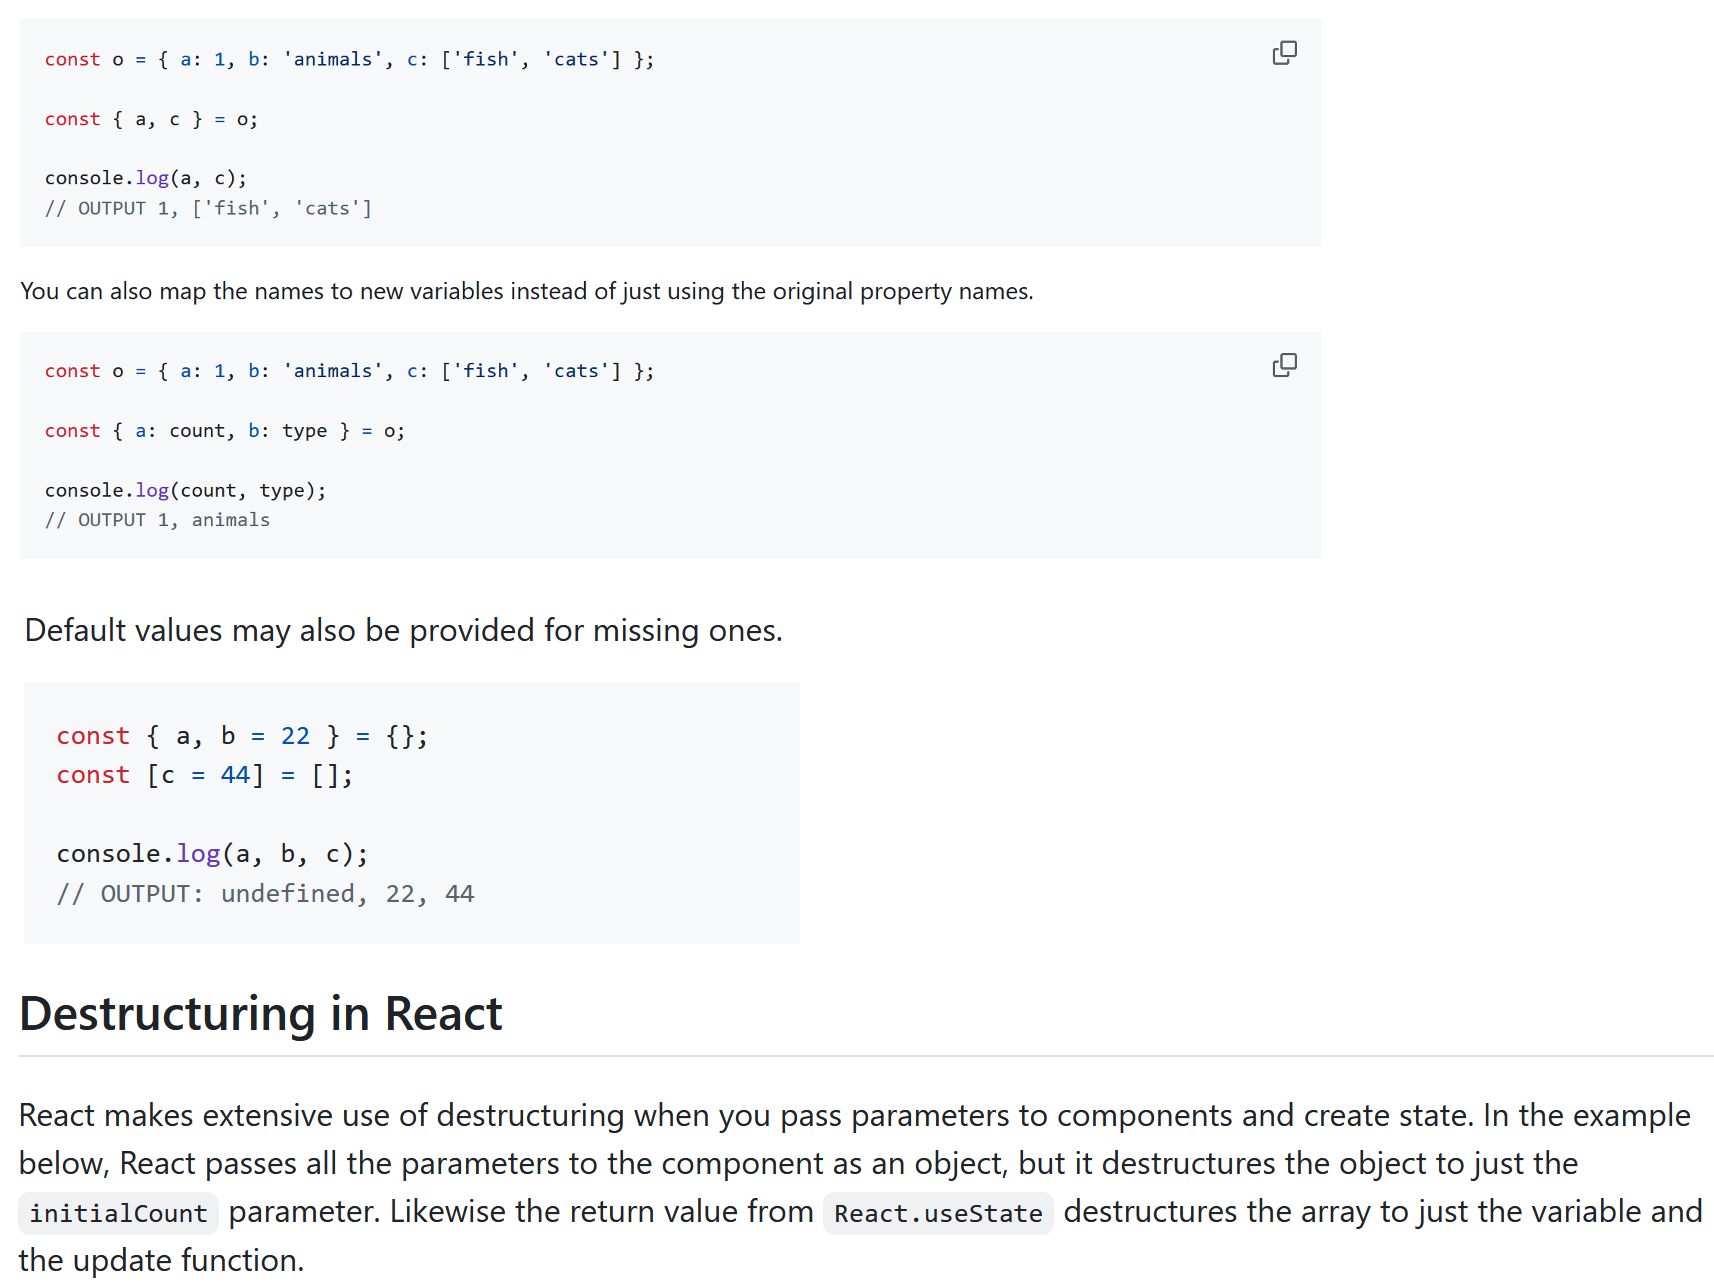 const o = { a: 1, b: 'animals', c: ['fish', 'cats'] };
const { a, c } = o;
console.log(a, c);
// OUTPUT 1, ['fish', 'cats']
You can also map the names to new variables instead of just using the original property names.
const o = { a: 1, b: 'animals', c: ['fish', 'cats'] };
const { a: count, b: type } = o;
console.log(count, type);
// OUTPUT 1, animals
Default values may also be provided for missing ones.
const { a, b = 22 } = {};
const [c = 44] = [];
console.log(a, b, c);
// OUTPUT: undefined, 22, 44
Destructuring in React
React makes extensive use of destructuring when you pass parameters to components and create state. In the example
below, React passes all the parameters to the component as an object, but it destructures the object to just the
initialCount parameter. Likewise the return value from React.useState destructures the array to just the variable and
the update function.